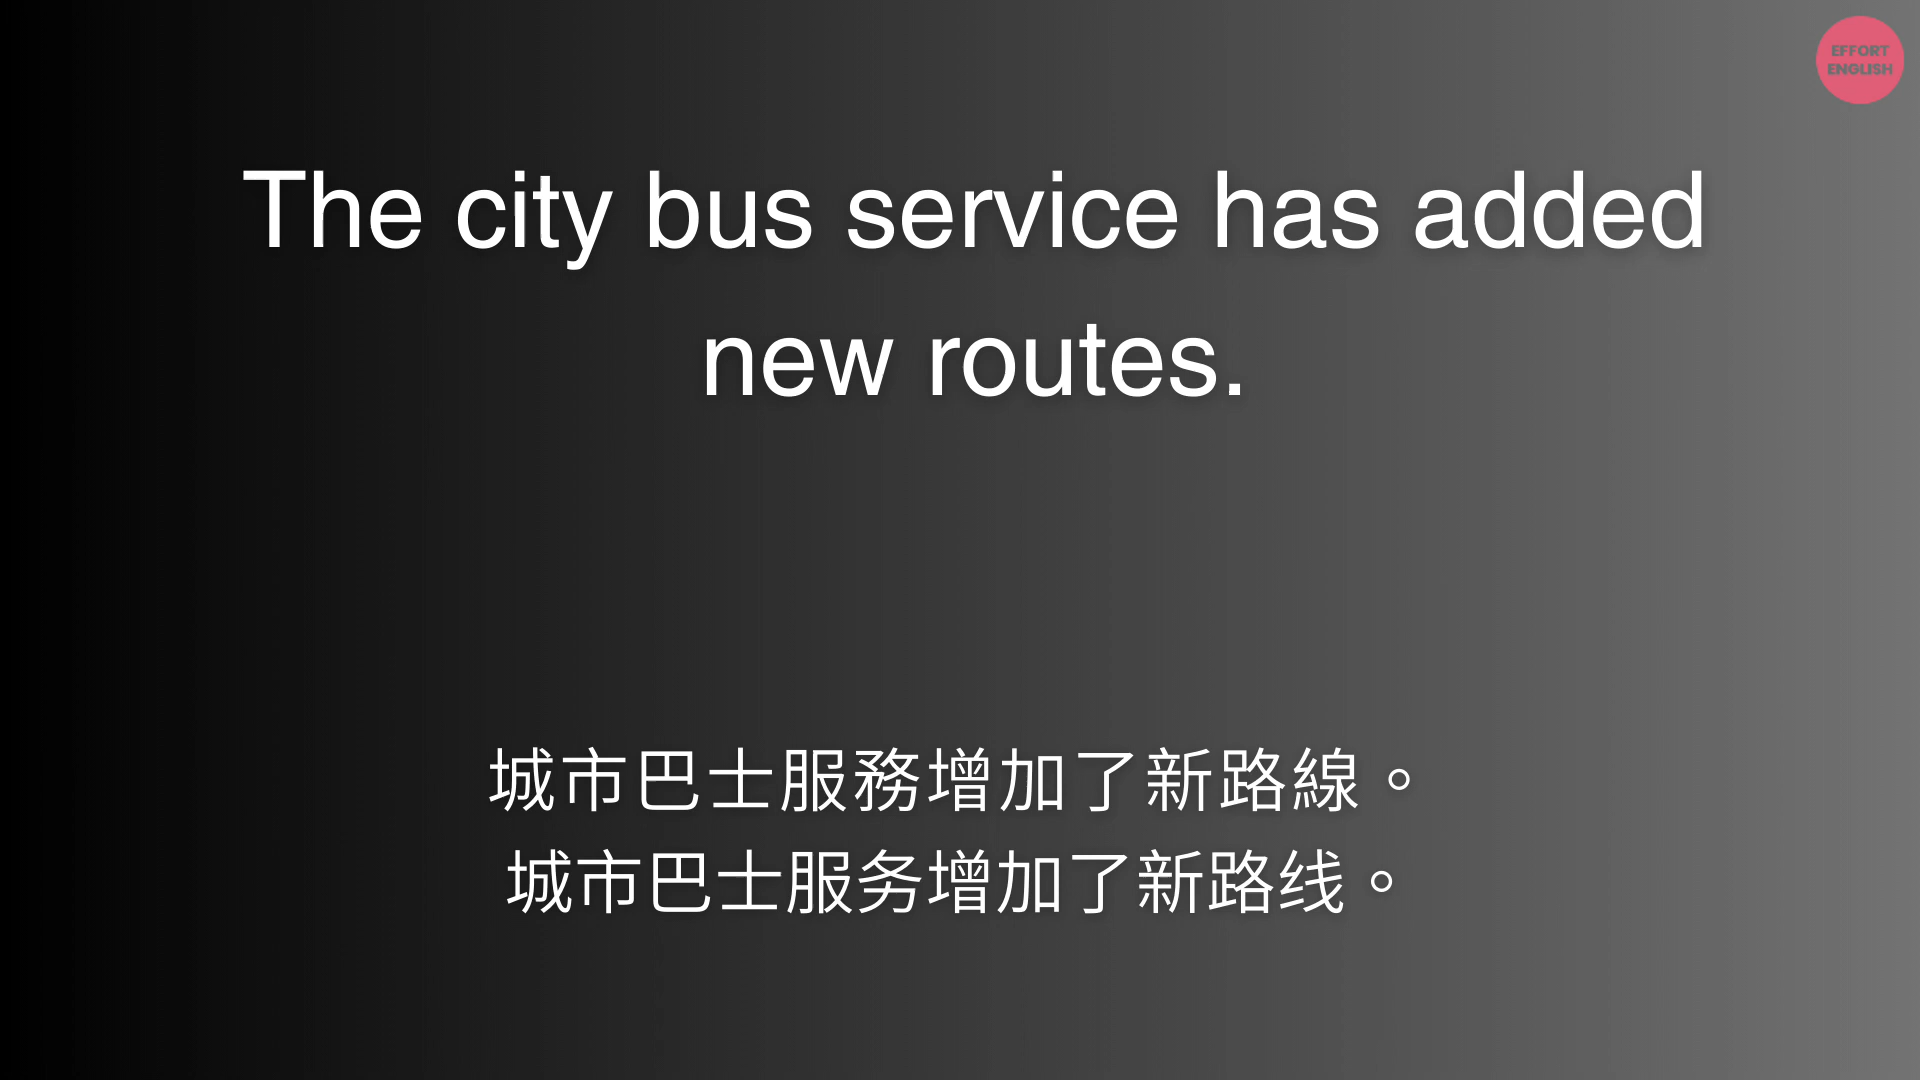 EFFORT
ENGLISH
The city bus service has added
new routes.
城市巴士服務增加了新路線。
城市巴士服务增加了新路线。